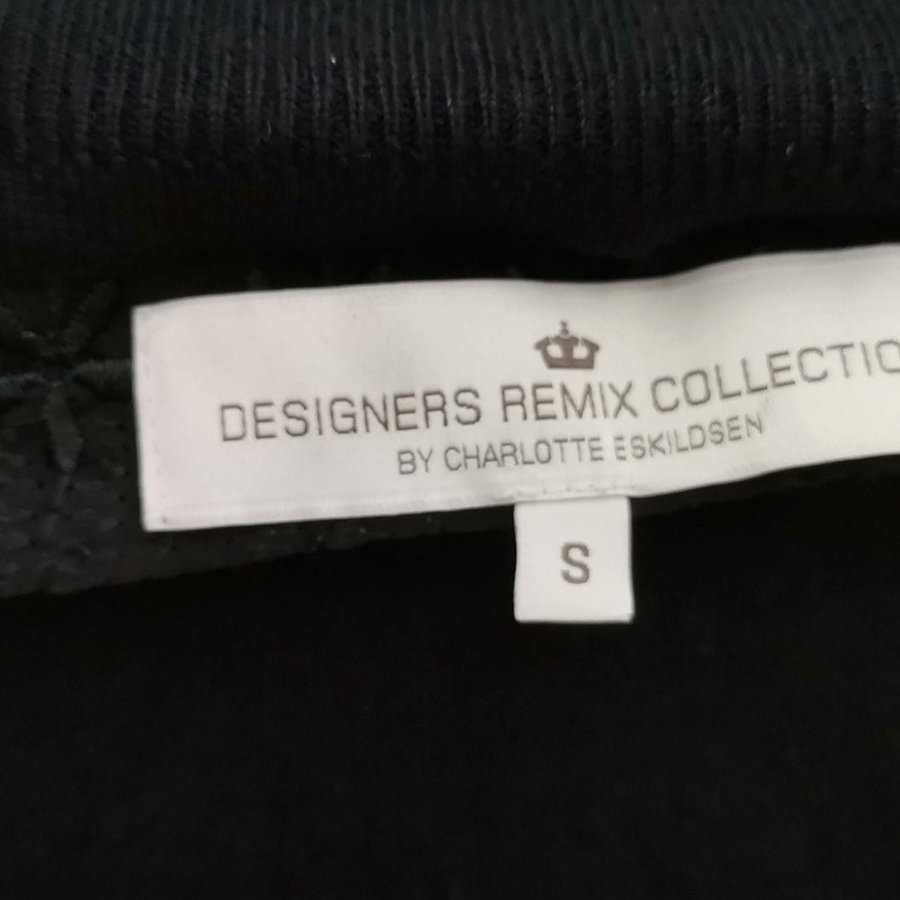 DESIGNERS REMIX COLLECTIO
BY CHARLOTTE ESKILDSEN
S